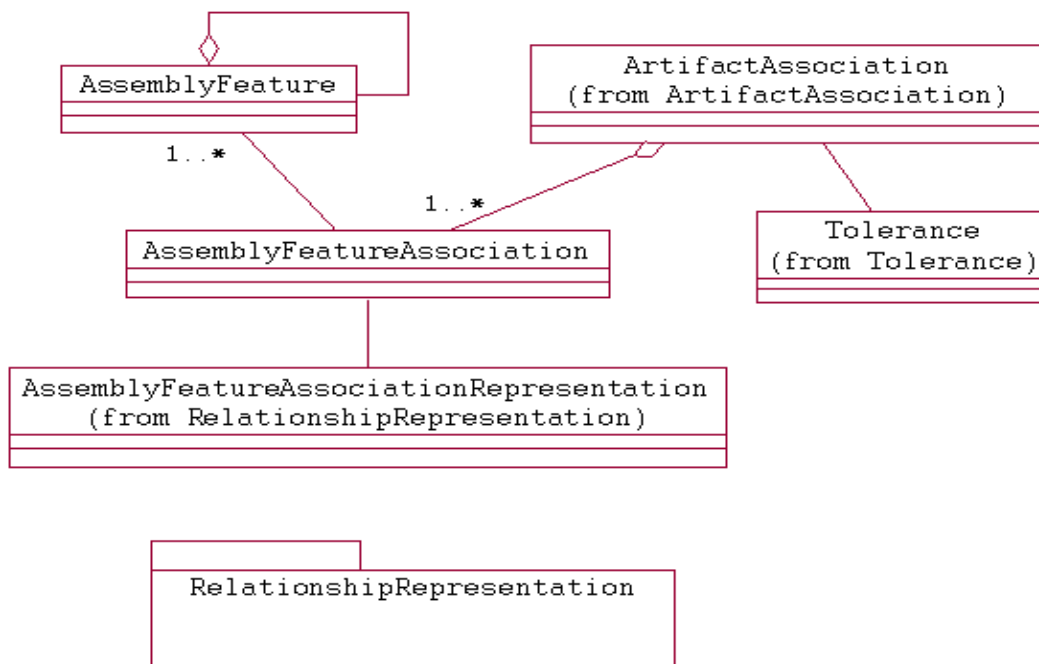 AssemblyFeature
ArtifactAssociation
(from ArtifactAssociation)
1..*
1..*
AssemblyFeatureAssociation
Tolerance
(from Tolerance)
AssemblyFeatureAssociationRepresentation
(from RelationshipRepresentation)
RelationshipRepresentation